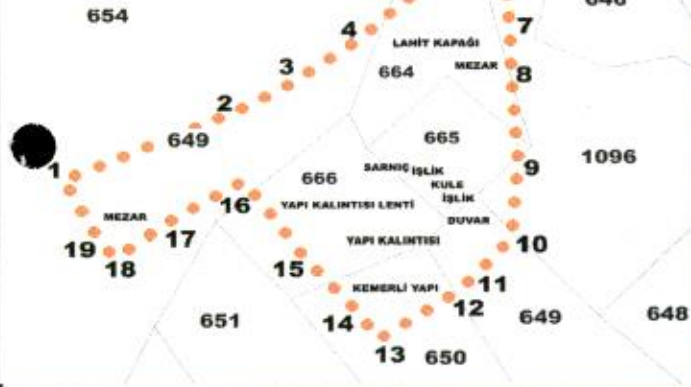 646
654
7
4
LAHİT KAPAĞI
664
MEZAR
8
3
2
649
665
1096
1
SARNIÇ İŞLİK
9
666
KULE
İŞLİK
16
YAPI KALINTISI LENTİ
MEZAR
DUVAR
17
YAPI KALINTISI
10
19
18
15
11
KEMERLİ YAPI
12
651
14
649
648
13
650